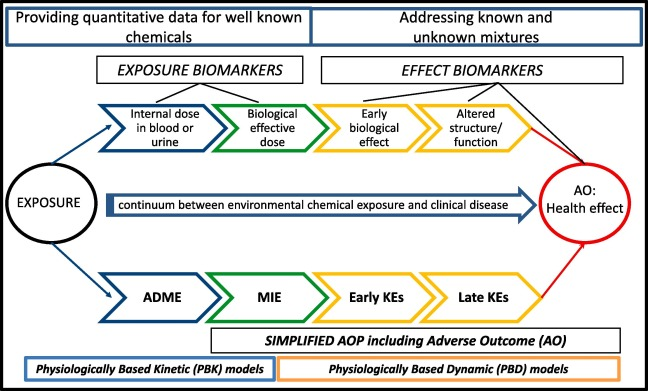 Providing quantitative data for well known
chemicals
Addressing known and
unknown mixtures
EXPOSURE BIOMARKERS
EFFECT BIOMARKERS
Internal dose
in blood or
urine
Biological
effective
dose
Early
biological
effect
Altered
structure/
function
EXPOSURE
continuum between environmental chemical exposure and clinical disease
AO:
Health effect
ADME
MIE
Early KEs
Late KEs
SIMPLIFIED AOP including Adverse Outcome (AO)
Physiologically Based Kinetic (PBK) models
Physiologically Based Dynamic (PBD) models